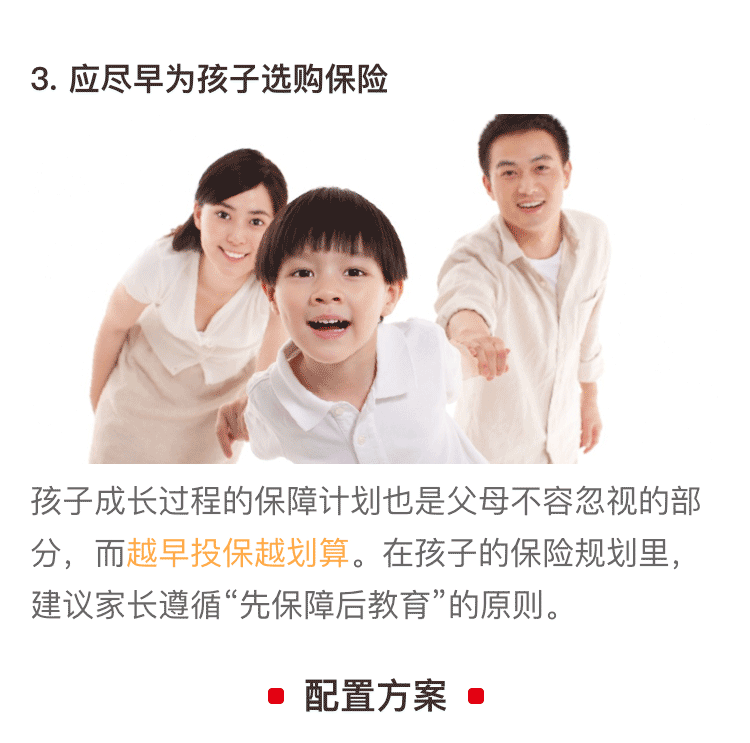 3. 应尽早为孩子选购保险
孩子成长过程的保障计划也是父母不容忽视的部
分，而越早投保越划算。在孩子的保险规划里，
建议家长遵循“先保障后教育”的原则。
配置方案